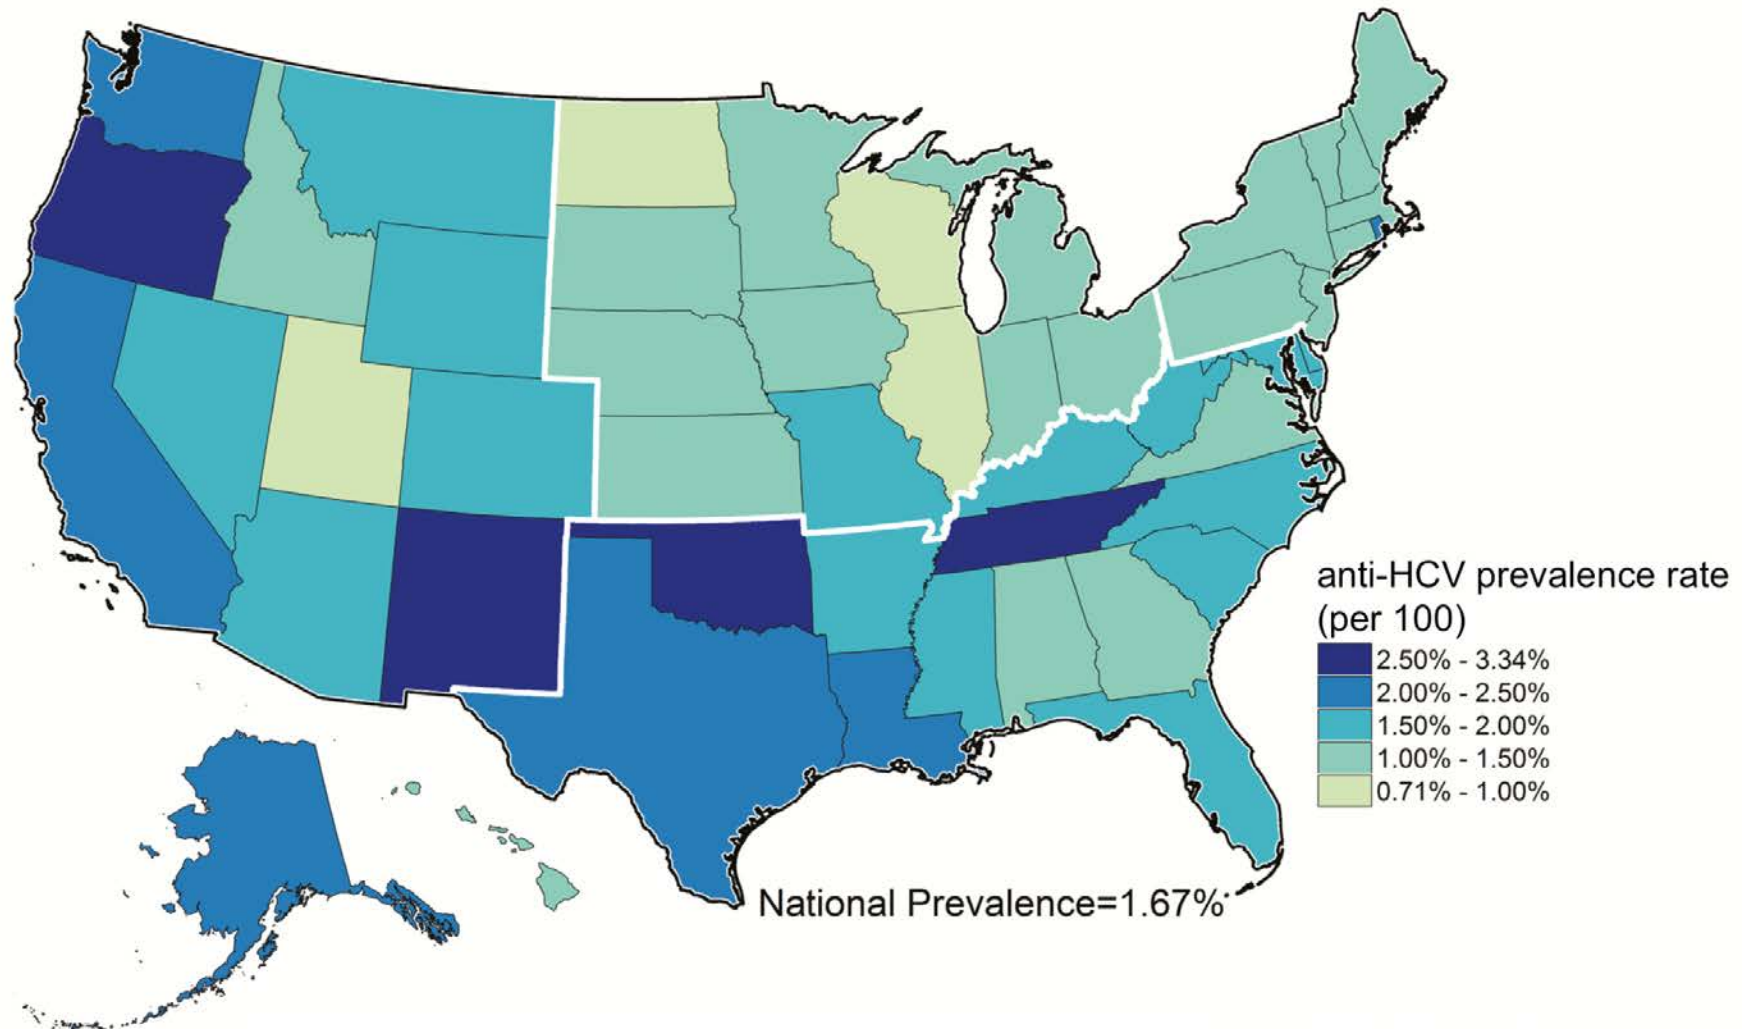 anti-HCV prevalence rate
(per 100)
2.50% - 3.34%
2.00% - 2.50%
1.50% - 2.00%
1.00% - 1.50%
0.71% - 1.00%
National Prevalence=1.67%